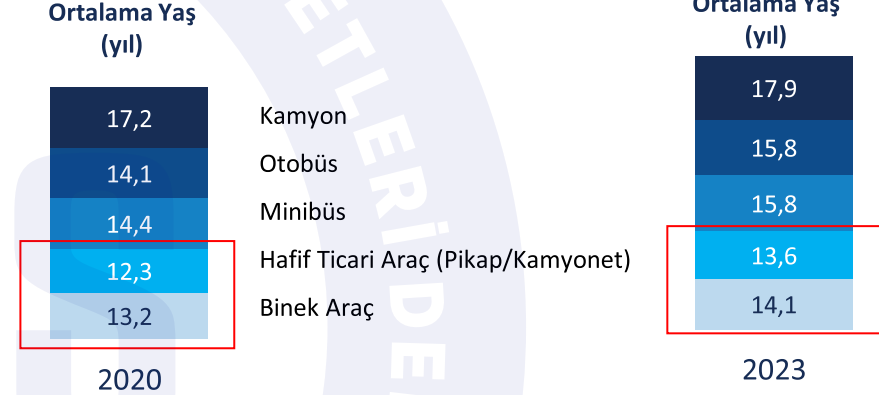 Ortalama Yaş
(yıl)
17,2
14,1
14,4
12,3
13,2
2020
Kamyon
Otobüs
Minibüs
Hafif Ticari Araç (Pikap/Kamyonet)
Binek Araç
Ortalama Yaş
(yıl)
17,9
15,8
15,8
13,6
14,1
2023
ETLERİ DE